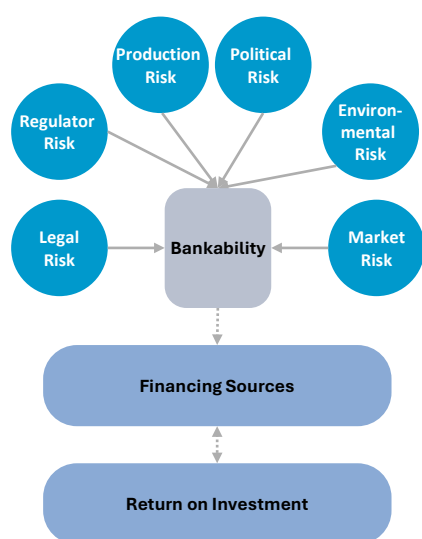 Production
Risk
Political
Risk
Regulator
Risk
Environ-
mental
Risk
Legal
Risk
Bankability
Market
Risk
Financing Sources
Return on Investment